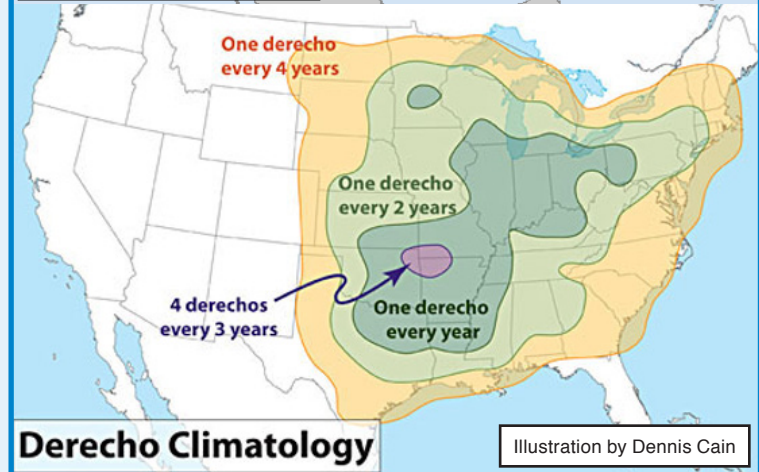 One derecho
every 4 years
One derecho
every 2 years
4 derechos
every 3 years
One derecho
every year
Derecho Climatology
Illustration by Dennis Cain